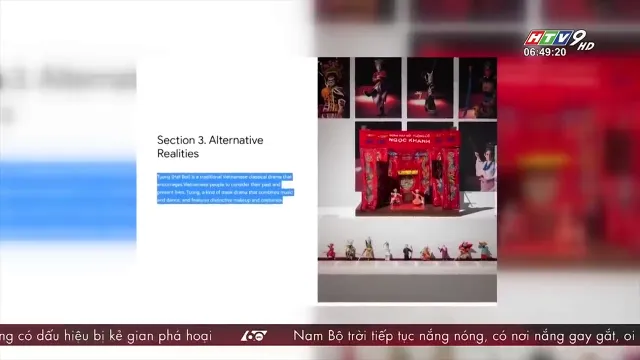 HTV9 HD
06:49:20
Section 3. Alternative
Realities
Tuong (Hat Boi) is a traditional Vietnamese classical drama that
encourages Vietnamese people to consider their past and
present lives. Tuong, a kind of mask drama that combines music
and dance, and features distinctive makeup and costumes.
NGỌC KHANH
ng có dấu hiệu bị kẻ gian phá hoại
60
Nam Bộ trời tiếp tục nắng nóng, có nơi nắng gay gắt, oi